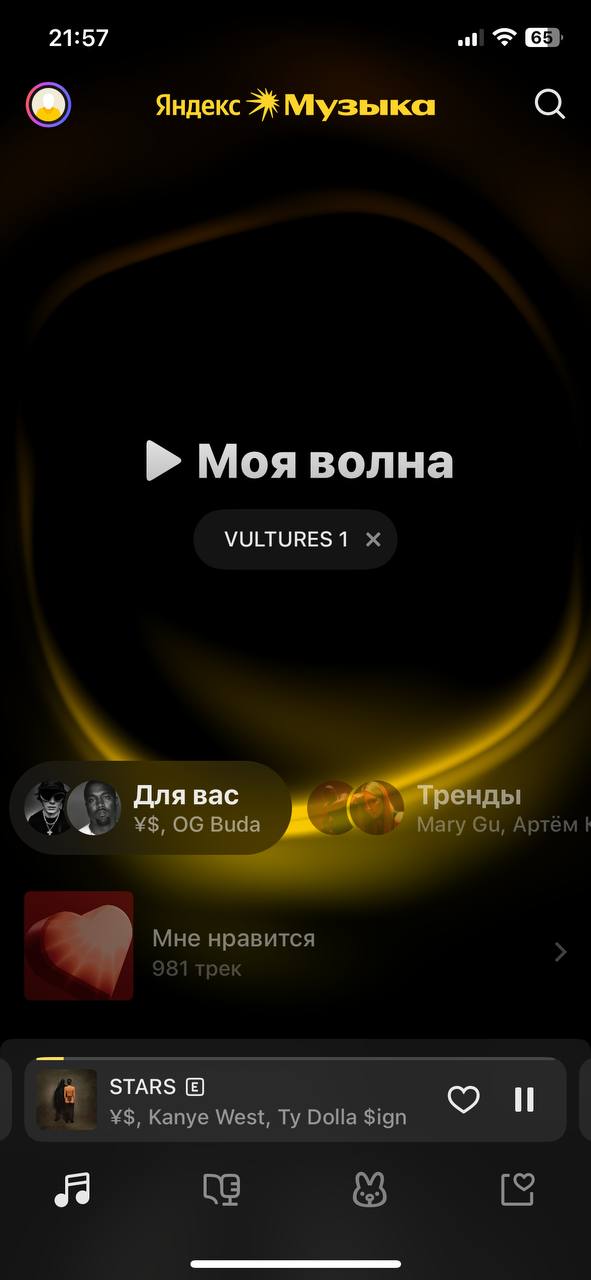 21:57
65
Яндекс Музыка
Моя волна
VULTURES 1
Для вас
¥$, OG Buda
Тренды
Mary Gu, Артём К
Мне нравится
981 трек
STARS E
¥$, Kanye West, Ty Dolla $ign